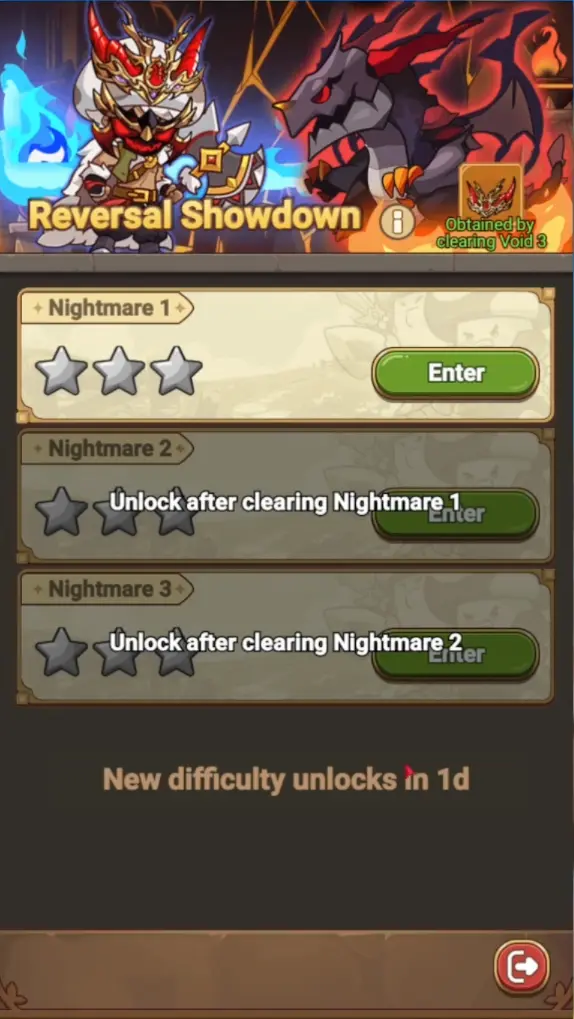 Reversal Showdown
Obtained by
clearing Void 3
Nightmare 1
Enter
Nightmare 2
Unlock after clearing Nightmare 1
Enter
Nightmare 3
Unlock after clearing Nightmare 2
Enter
New difficulty unlocks in 1d